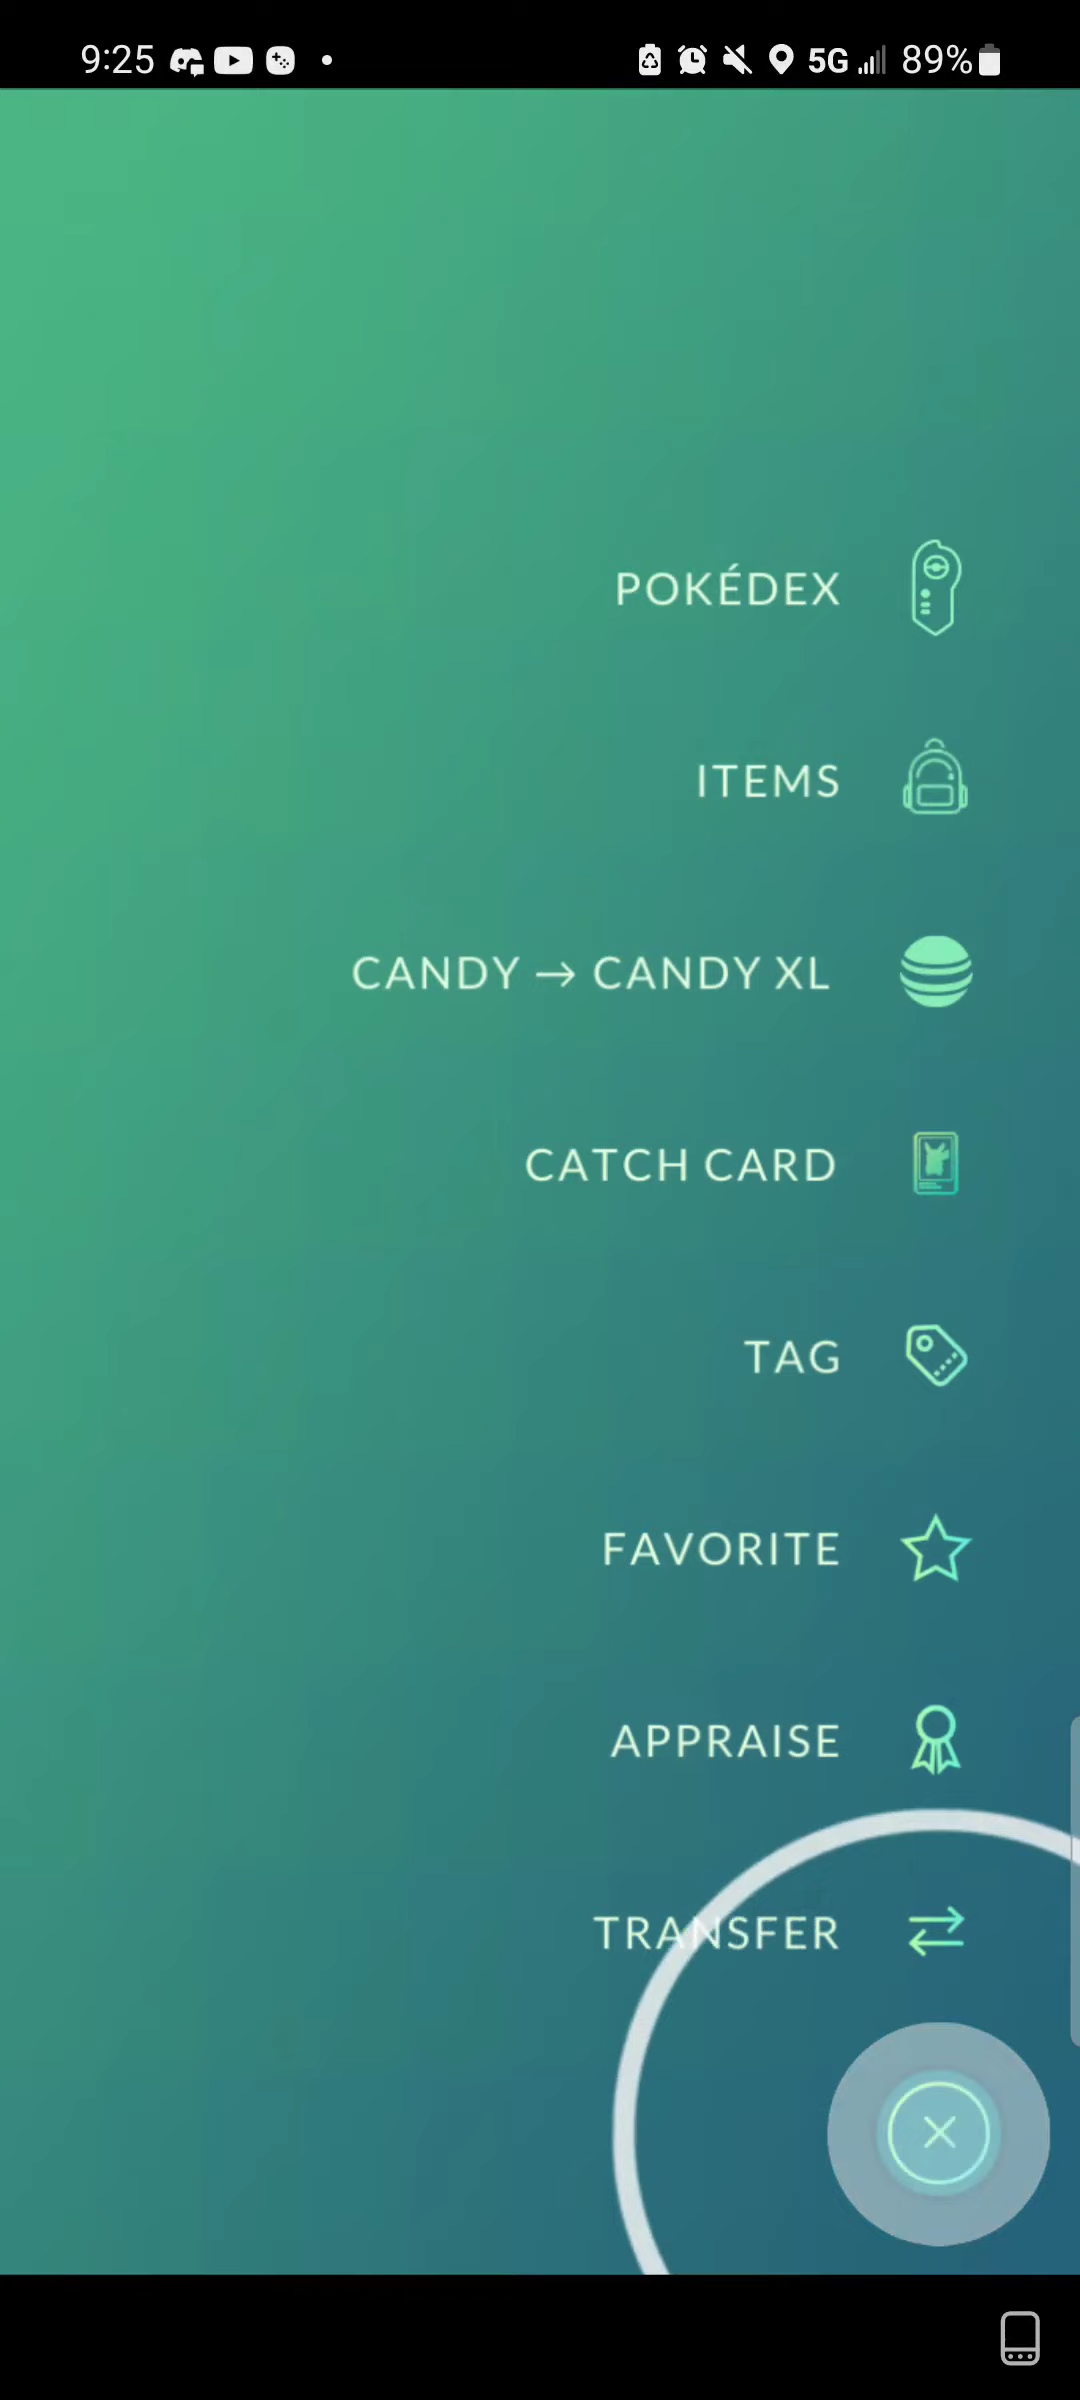 9:25 5G 89%
POKÉDEX
ITEMS
CANDY → CANDY XL
CATCH CARD
TAG
FAVORITE
APPRAISE
TRANSFER